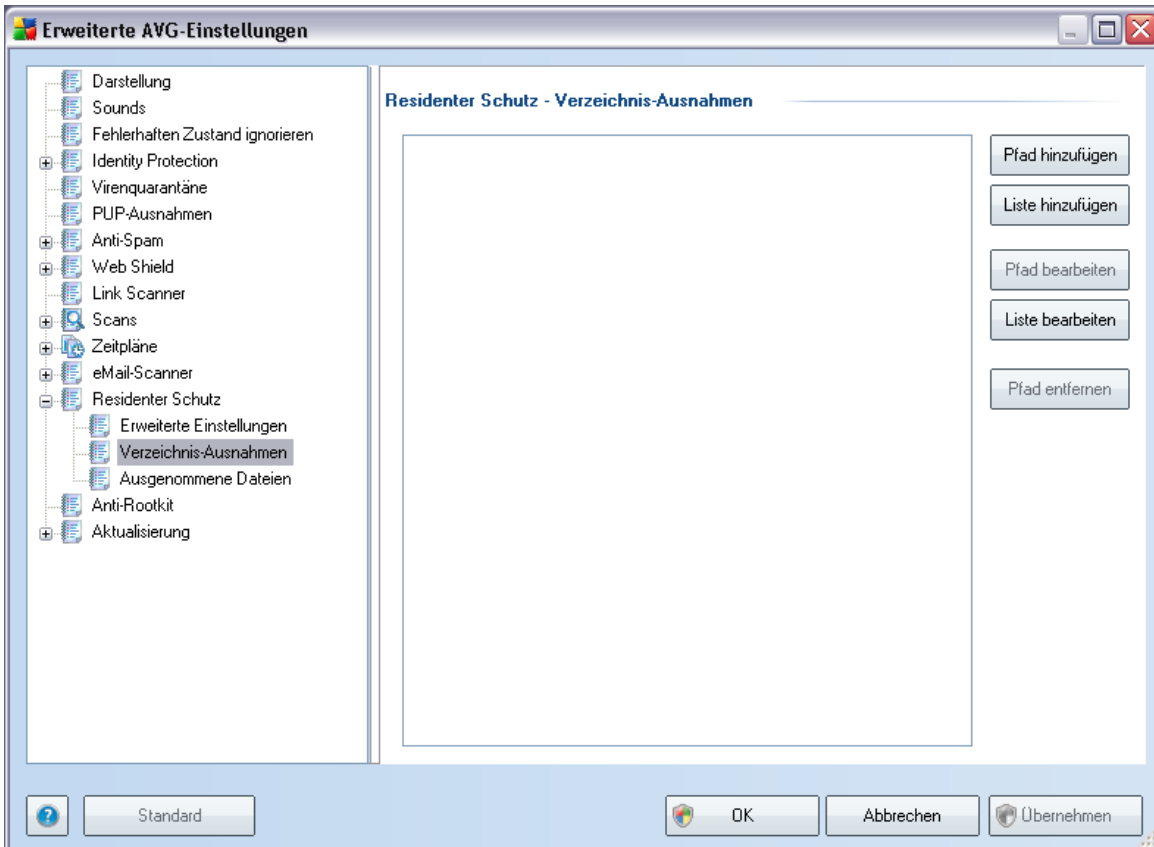 Erweiterte AVG-Einstellungen
Darstellung
Sounds
Fehlerhaften Zustand ignorieren
Identity Protection
Virenquarantäne
PUP-Ausnahmen
Anti-Spam
Web Shield
Link Scanner
Scans
Zeitpläne
eMail-Scanner
Residenter Schutz
Erweiterte Einstellungen
Verzeichnis-Ausnahmen
Ausgenommene Dateien
Anti-Rootkit
Aktualisierung
Residenter Schutz - Verzeichnis-Ausnahmen
Pfad hinzufügen
Liste hinzufügen
Pfad bearbeiten
Liste bearbeiten
Pfad entfernen
Standard
OK
Abbrechen
Übernehmen